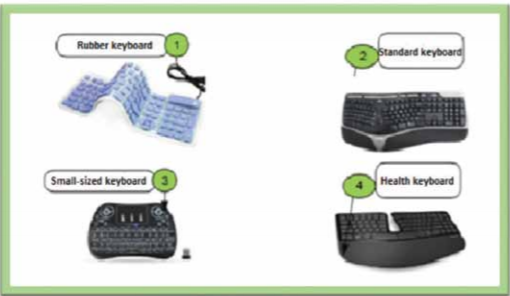 Rubber keyboard 1
2 Standard keyboard
Small-sized keyboard 3
4 Health keyboard